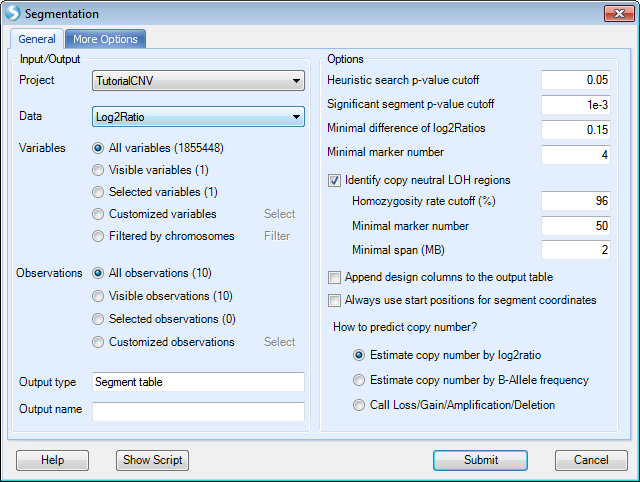 Segmentation
General
More Options
Input/Output
Project
TutorialCNV
Data
Log2Ratio
Variables
All variables (1855448)
Visible variables (1)
Selected variables (1)
Customized variables
Select
Filtered by chromosomes
Filter
Observations
All observations (10)
Visible observations (10)
Selected observations (0)
Customized observations
Select
Output type
Segment table
Output name
Options
Heuristic search p-value cutoff
0.05
Significant segment p-value cutoff
1e-3
Minimal difference of log2Ratios
0.15
Minimal marker number
4
Identify copy neutral LOH regions
Homozygosity rate cutoff (%)
96
Minimal marker number
50
Minimal span (MB)
2
Append design columns to the output table
Always use start positions for segment coordinates
How to predict copy number?
Estimate copy number by log2ratio
Estimate copy number by B-Allele frequency
Call Loss/Gain/Amplification/Deletion
Help
Show Script
Submit
Cancel